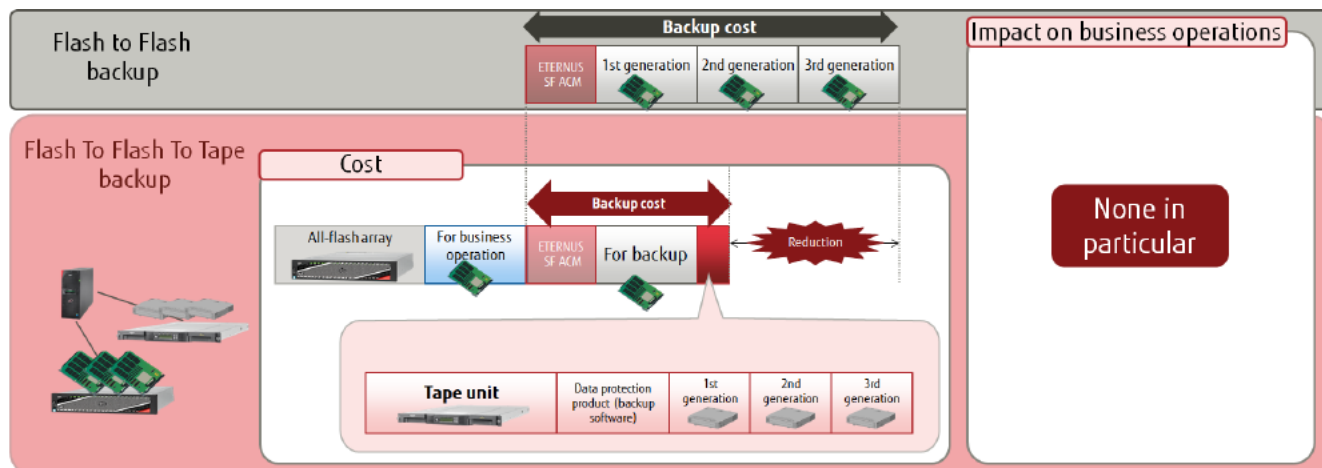 Flash to Flash
backup
Backup cost
ETERNUS
SF ACM
1st generation
2nd generation
3rd generation
Impact on business operations
Flash To Flash To Tape
backup
Cost
Backup cost
All-flash array
For business
operation
ETERNUS
SF ACM
For backup
Reduction
None in
particular
Tape unit
Data protection
product (backup
software)
1st
generation
2nd
generation
3rd
generation